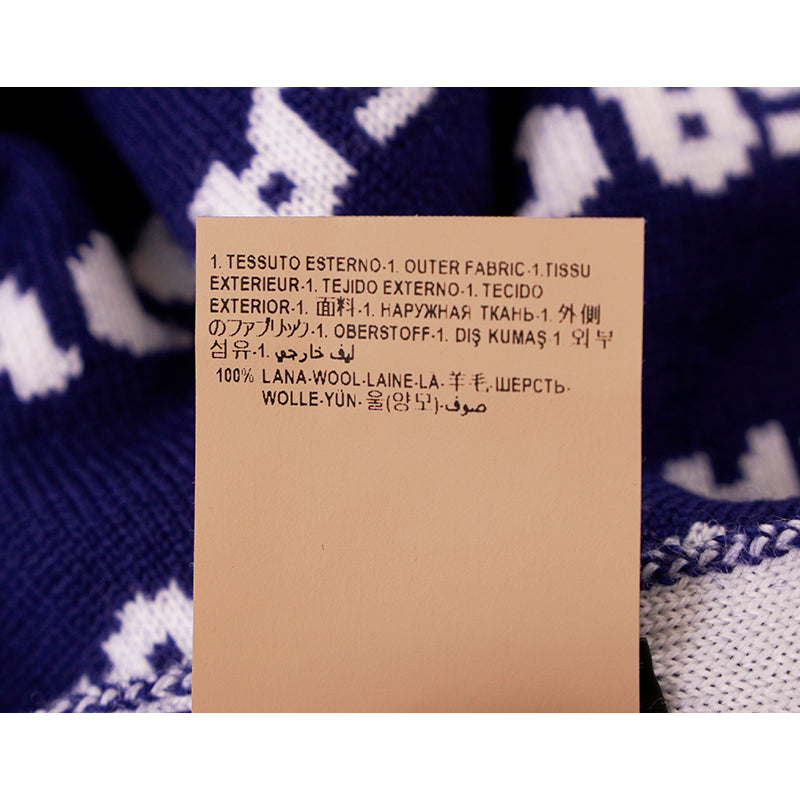 1. TESSUTO ESTERNO-1. OUTER FABRIC-1.TISSU
EXTERIEUR-1. TEJIDO EXTERNO-1. TECIDO
EXTERIOR-1. 面料-1. НАРУЖНАЯ ТКАНЬ-1. 外側
のファブリック-1. OBERSTOFF-1. DIŞ KUMAŞ-1 외부
섬유-1. ليف خارجي
100% LANA-WOOL-LAINE-LÃ-羊毛-ШЕРСТЬ-
WOLLE-YÜN-울(양모)-صوف